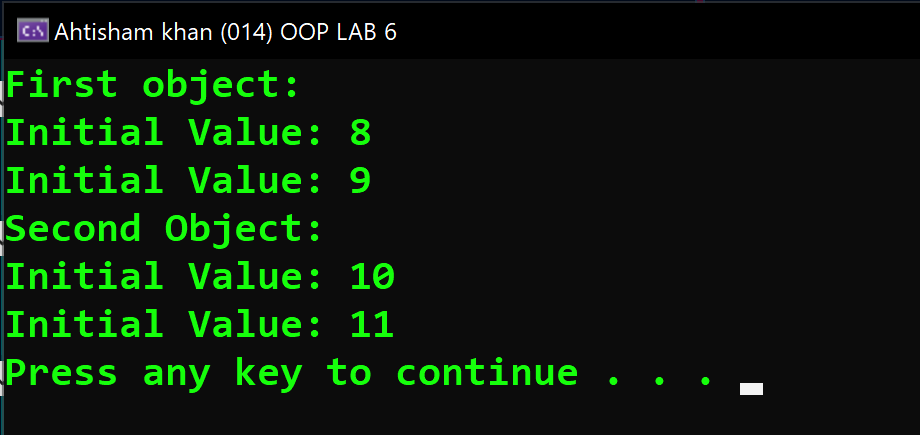 C:\
Ahtisham khan (014) OOP LAB 6
First object:
Initial Value: 8
Initial Value: 9
Second Object:
Initial Value: 10
Initial Value: 11
Press any key to continue . . .